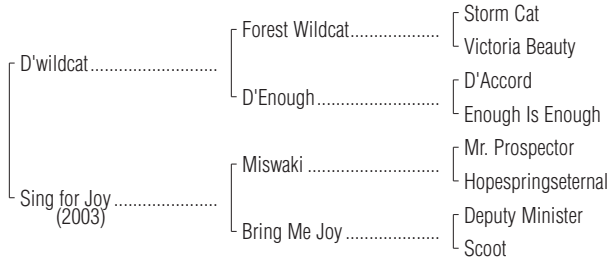 Storm Cat
Forest Wildcat....................
Victoria Beauty
D'wildcat............................
D'Accord
D'Enough...........................
Enough Is Enough
Mr. Prospector
Miswaki ............................
Hopespringseternal
Sing for Joy.......................
(2003)
Deputy Minister
Bring Me Joy ....................
Scoot